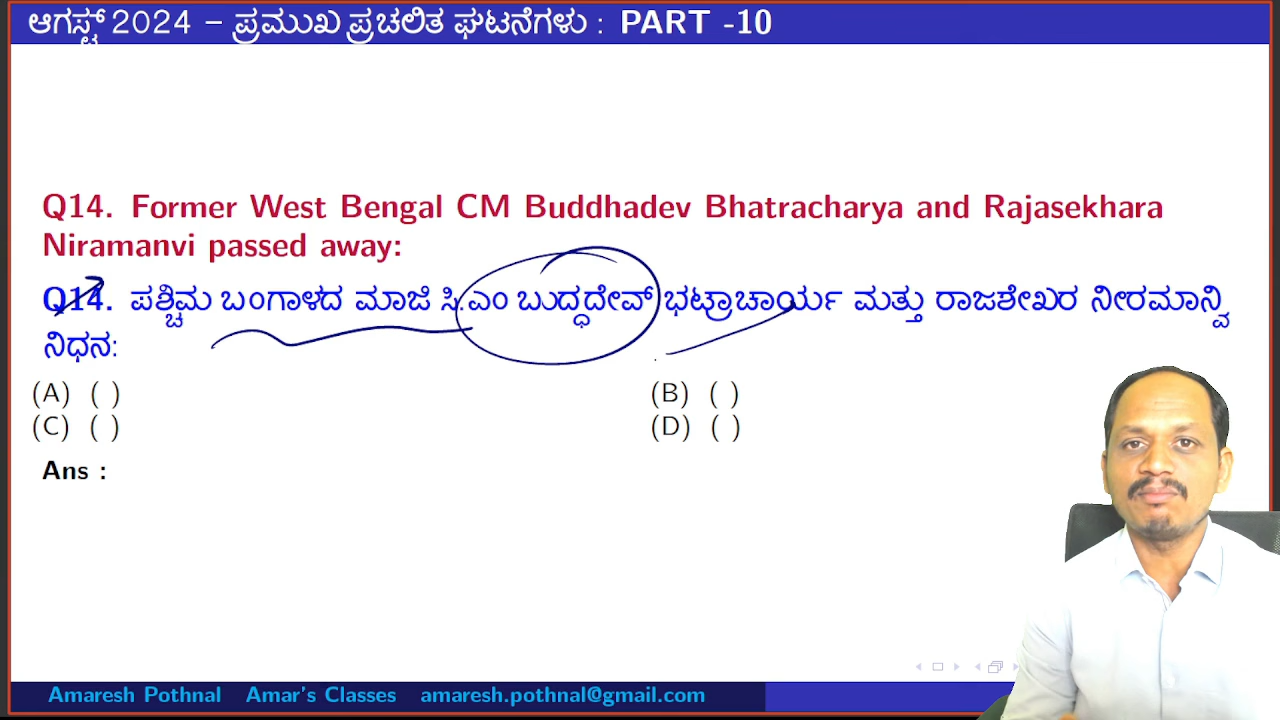 ಆಗಸ್ಟ್ 2024 – ಪ್ರಮುಖ ಪ್ರಚಲಿತ ಘಟನೆಗಳು : PART -10
Q14. Former West Bengal CM Buddhadev Bhatracharya and Rajasekhara
Niramanvi passed away:
Q14. ಪಶ್ಚಿಮ ಬಂಗಾಳದ ಮಾಜಿ ಸಿ.ಎಂ ಬುದ್ಧದೇವ್ ಭಟ್ರಾಚಾರ್ಯ ಮತ್ತು ರಾಜಶೇಖರ ನೀರಮಾನ್ವಿ
ನಿಧನ:
(A) ( ) (B) ( )
(C) ( ) (D) ( )
Ans :
Amaresh Pothnal Amar's Classes amaresh.pothnal@gmail.com